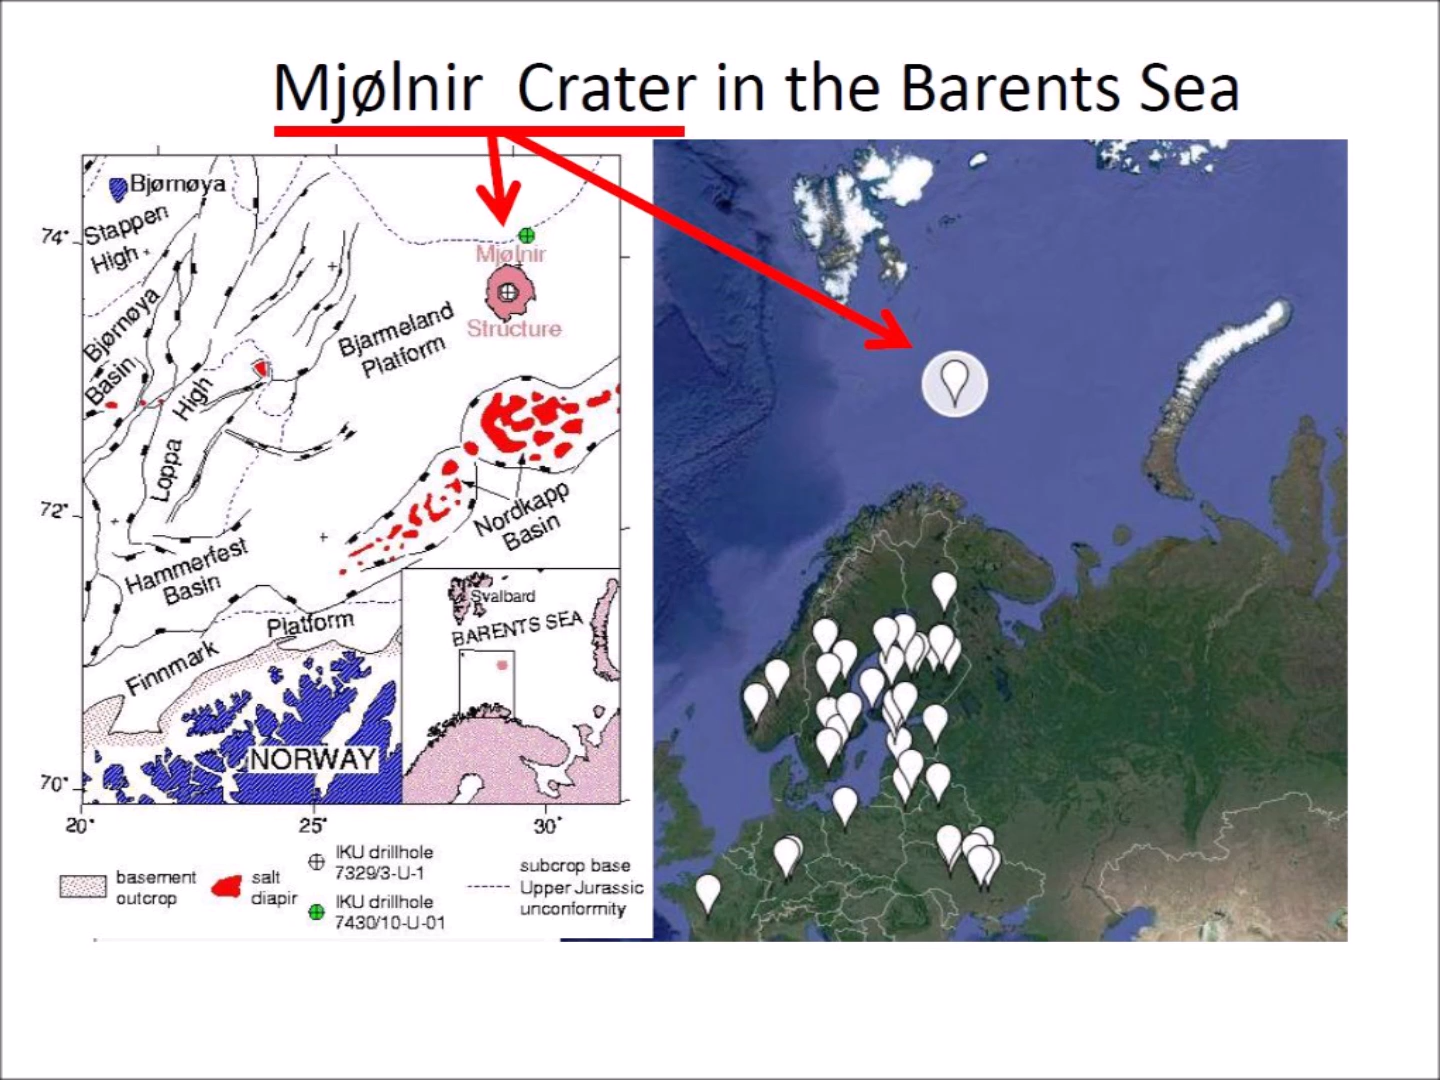 Mjølnir Crater in the Barents Sea
Bjørnøya
Stappen
High
74°
Mjølnir
Structure
Bjørnøya
Basin
Bjarmeland
Platform
Loppa High
72°
Nordkapp
Basin
Hammerfest
Basin
Svalbard
BARENTS SEA
Platform
Finnmark
NORWAY
70°
20°
25°
30°
basement
outcrop
salt
diapir
IKU drillhole
7329/3-U-1
IKU drillhole
7430/10-U-01
subcrop base
Upper Jurassic
unconformity